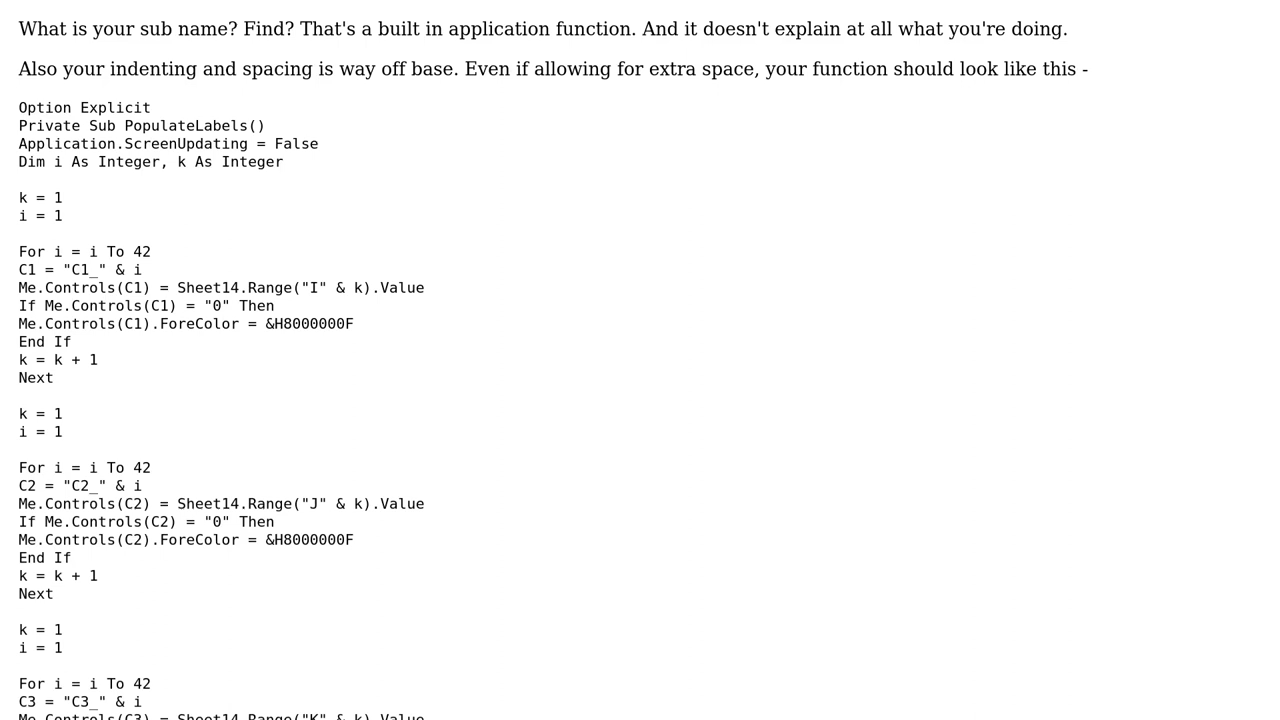 What is your sub name? Find? That's a built in application function. And it doesn't explain at all what you're doing.
Also your indenting and spacing is way off base. Even if allowing for extra space, your function should look like this -
Option Explicit
Private Sub PopulateLabels()
Application.ScreenUpdating = False
Dim i As Integer, k As Integer
k = 1
i = 1
For i = i To 42
C1 = "C1_" & i
Me.Controls(C1) = Sheet14.Range("I" & k).Value
If Me.Controls(C1) = "0" Then
Me.Controls(C1).ForeColor = &H8000000F
End If
k = k + 1
Next
k = 1
i = 1
For i = i To 42
C2 = "C2_" & i
Me.Controls(C2) = Sheet14.Range("J" & k).Value
If Me.Controls(C2) = "0" Then
Me.Controls(C2).ForeColor = &H8000000F
End If
k = k + 1
Next
k = 1
i = 1
For i = i To 42
C3 = "C3_" & i
Me.Controls(C3) = Sheet14.Range("K" & k).Value